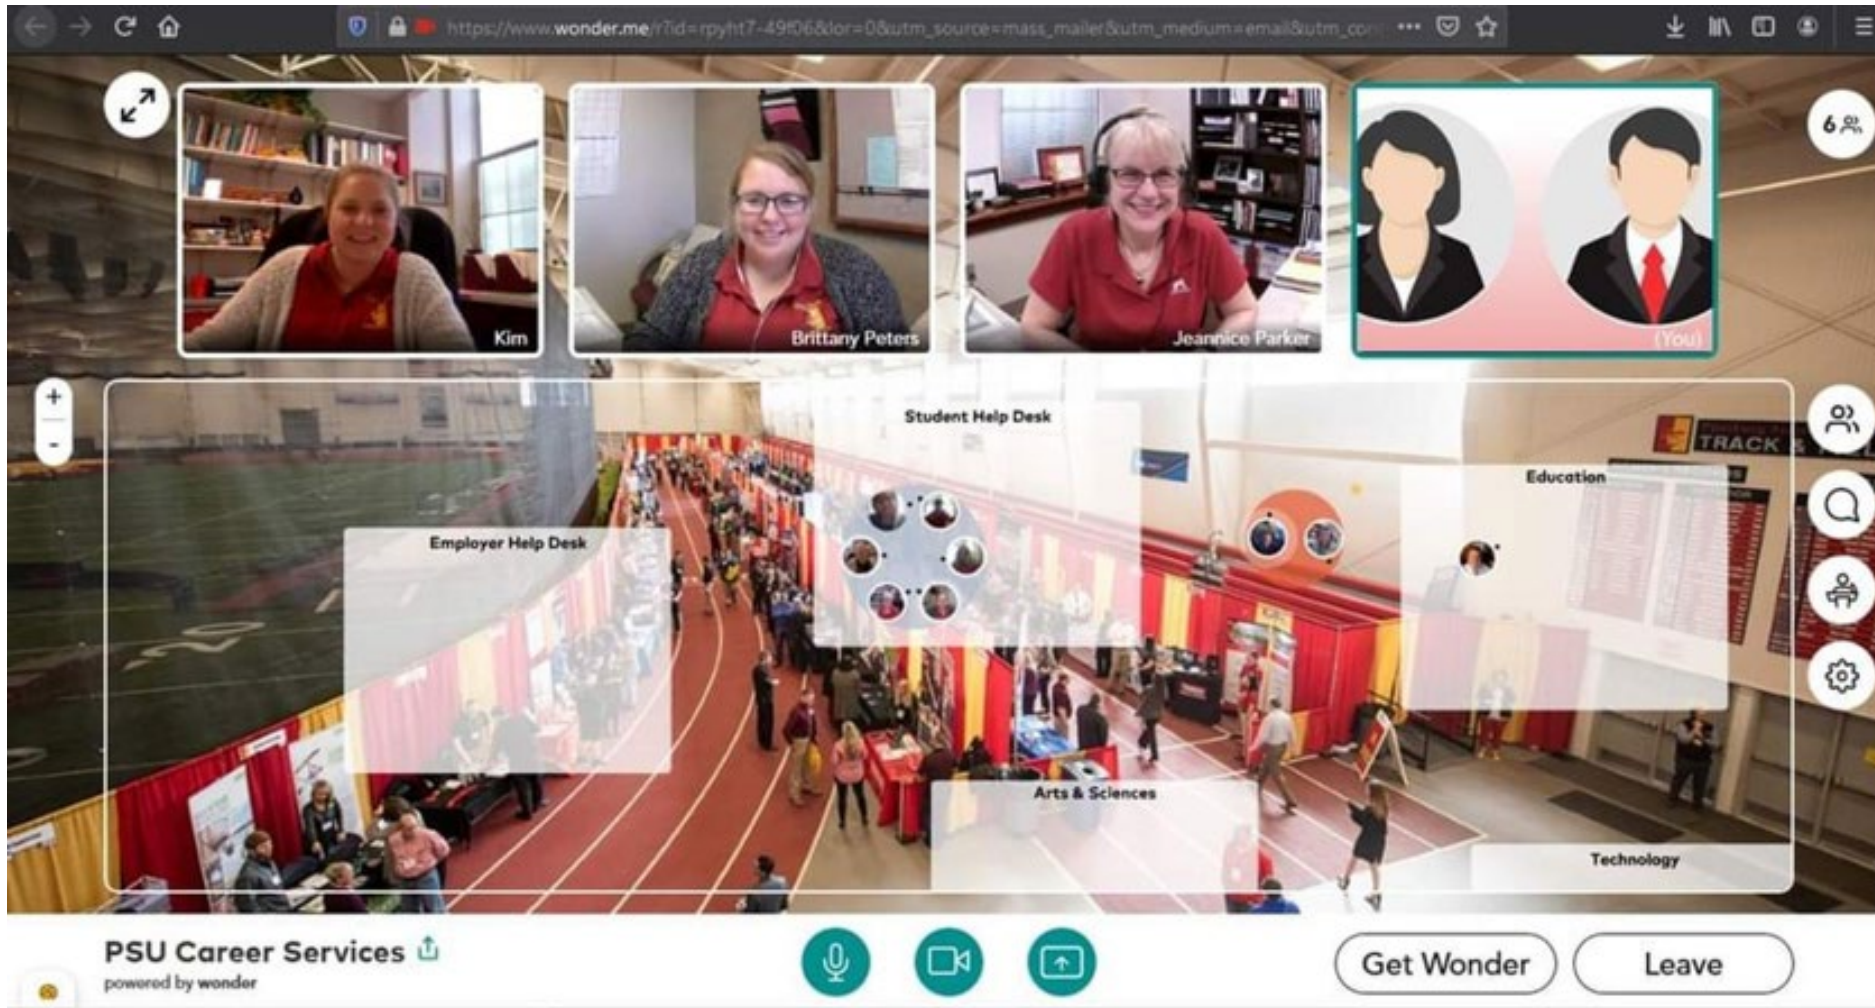 https://www.wonder.me/r?id=rpyht7-49f06&lor=0&utm_source=mass_mailer&utm_medium=email&utm_con
6
Kim
Brittany Peters
Jeannice Parker
(You)
+
-
Student Help Desk
TRACK &
Education
Employer Help Desk
20
Arts & Sciences
Technology
PSU Career Services
powered by wonder
Get Wonder
Leave